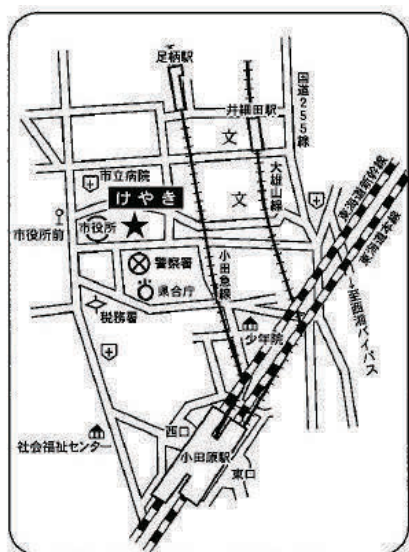 足柄駅
井細田駅
国道255線
文
市立病院
大雄山線
けやき
文
東海道新幹線
東海道本線
市役所前
市役所
小田急線
警察署
県合庁
至西湘バイパス
税務署
少年院
西口
社会福祉センター
小田原駅
東口